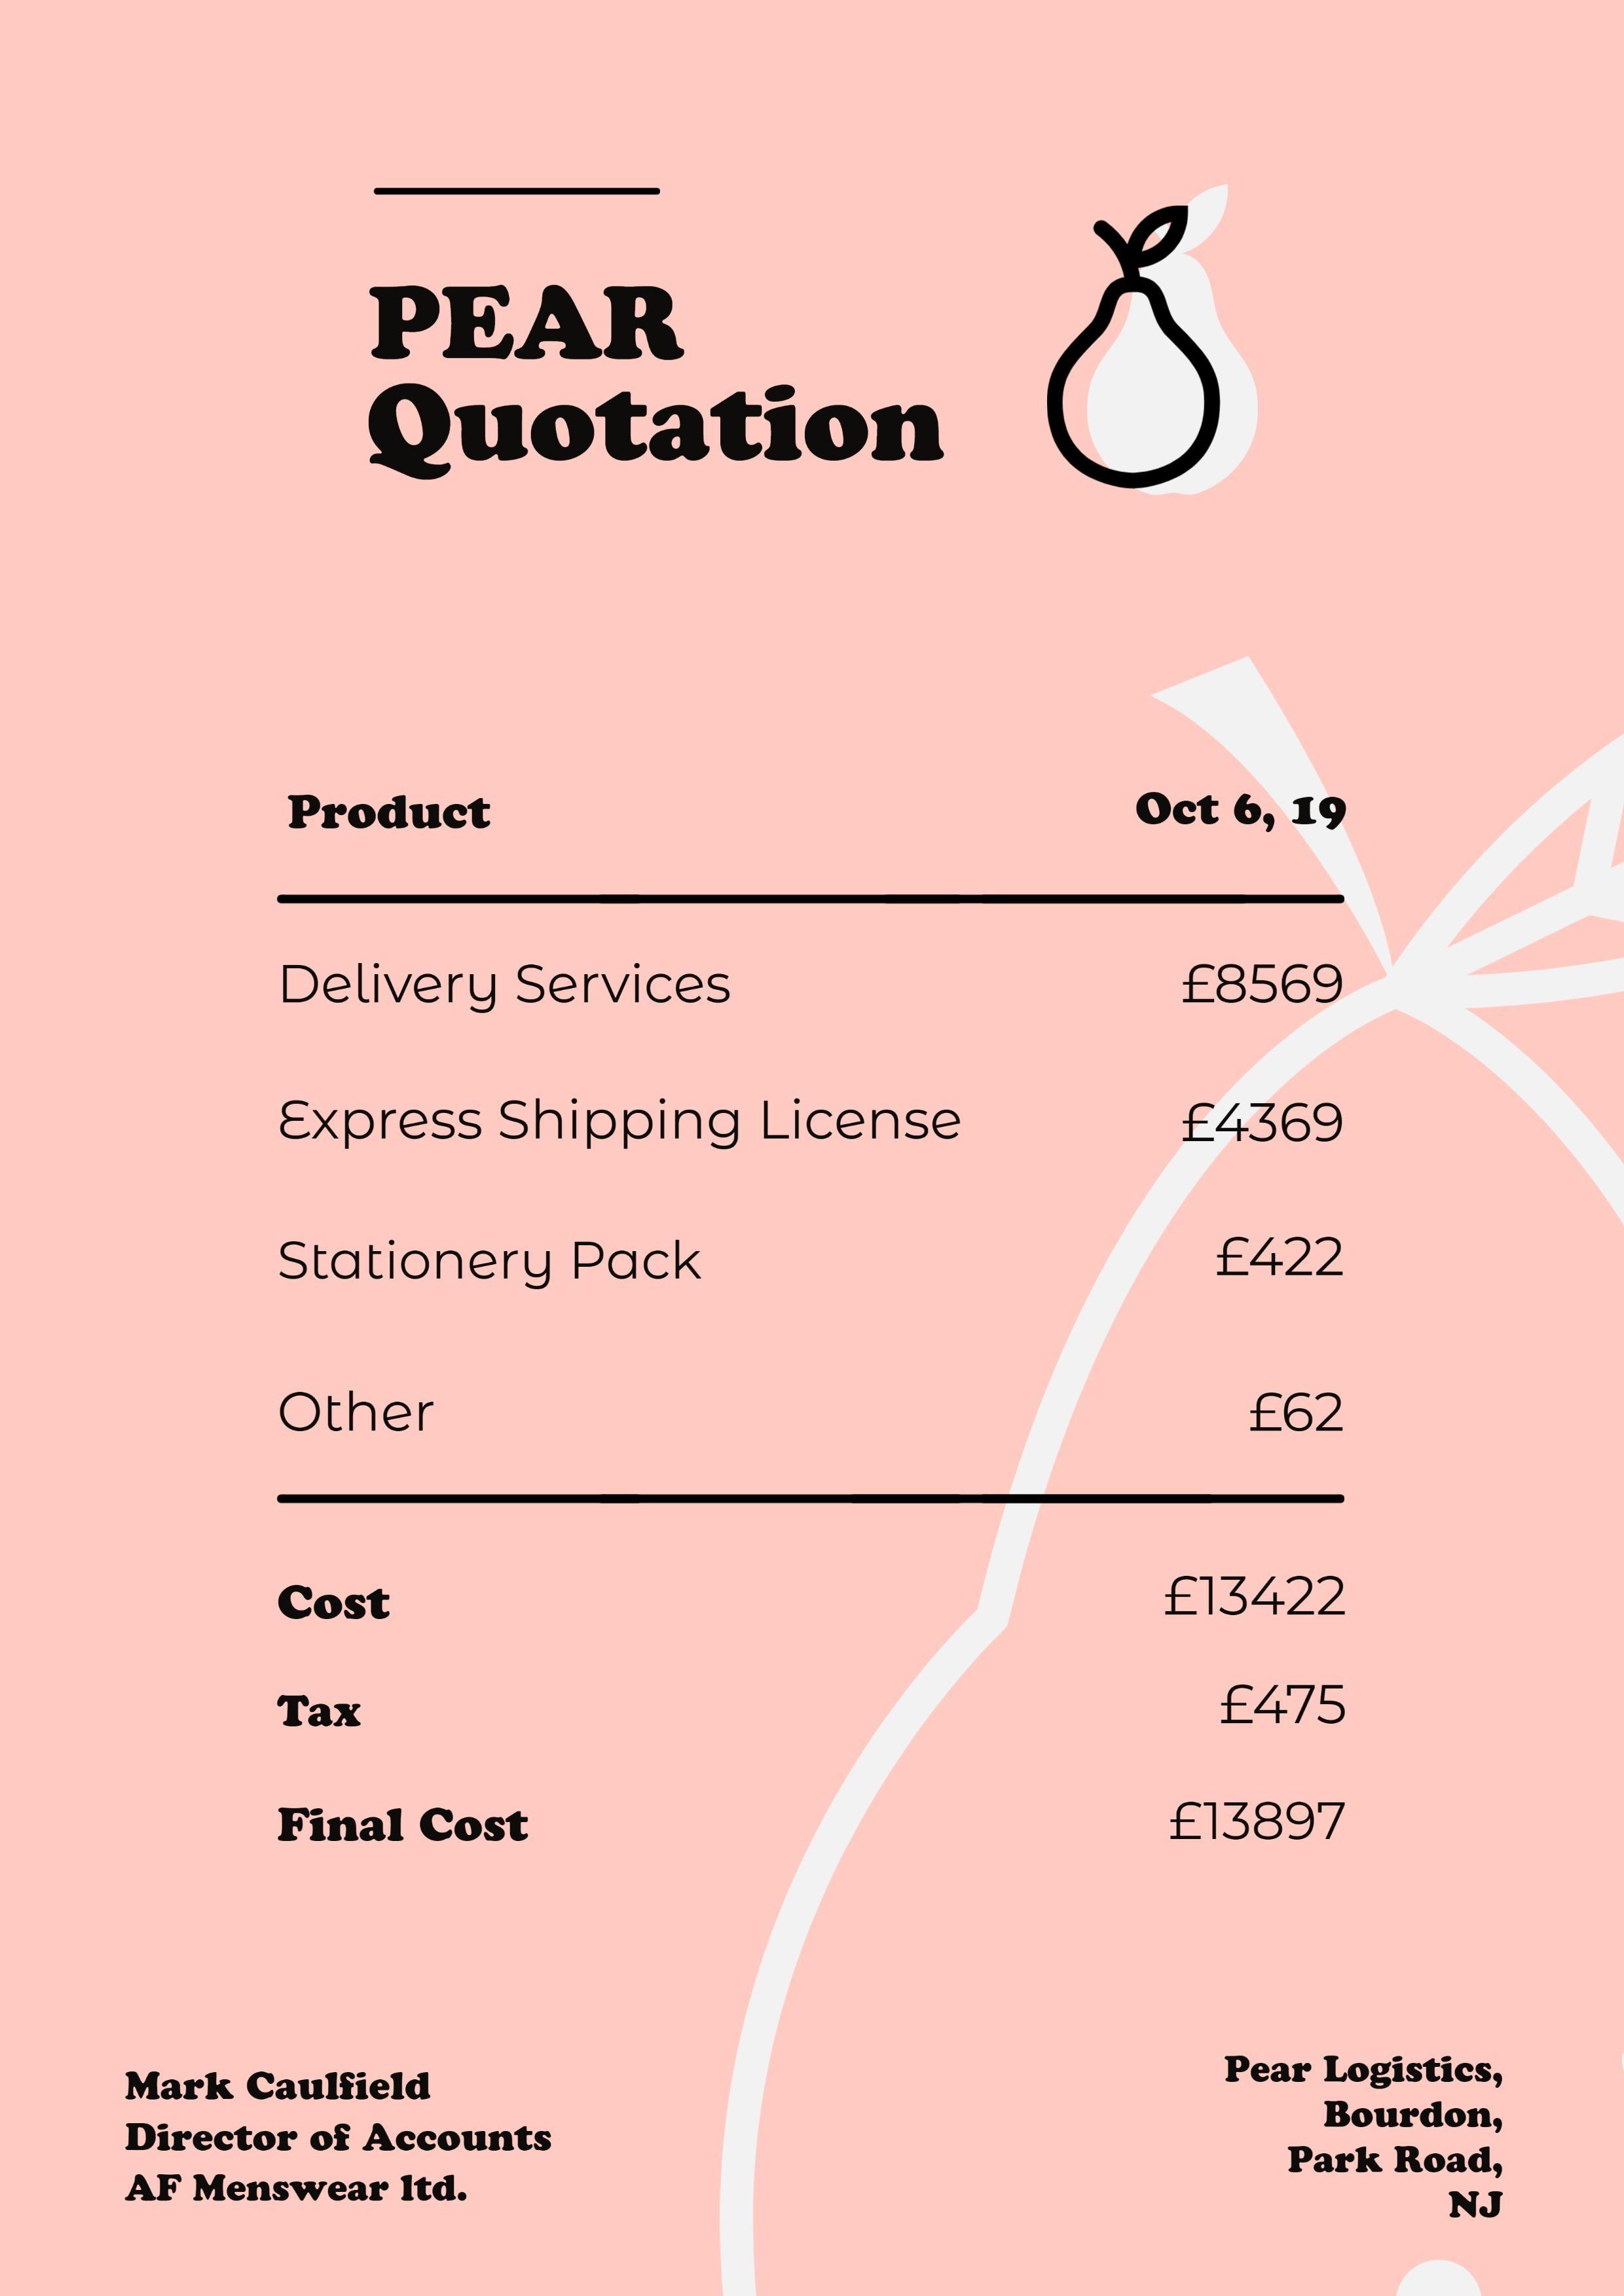 PEAR
Quotation
Product Oct 6, 19
Delivery Services £8569
Express Shipping License £4369
Stationery Pack £422
Other £62
Cost £13422
Tax £475
Final Cost £13897
Mark Caulfield
Director of Accounts
AF Menswear ltd.
Pear Logistics,
Bourdon,
Park Road,
NJ